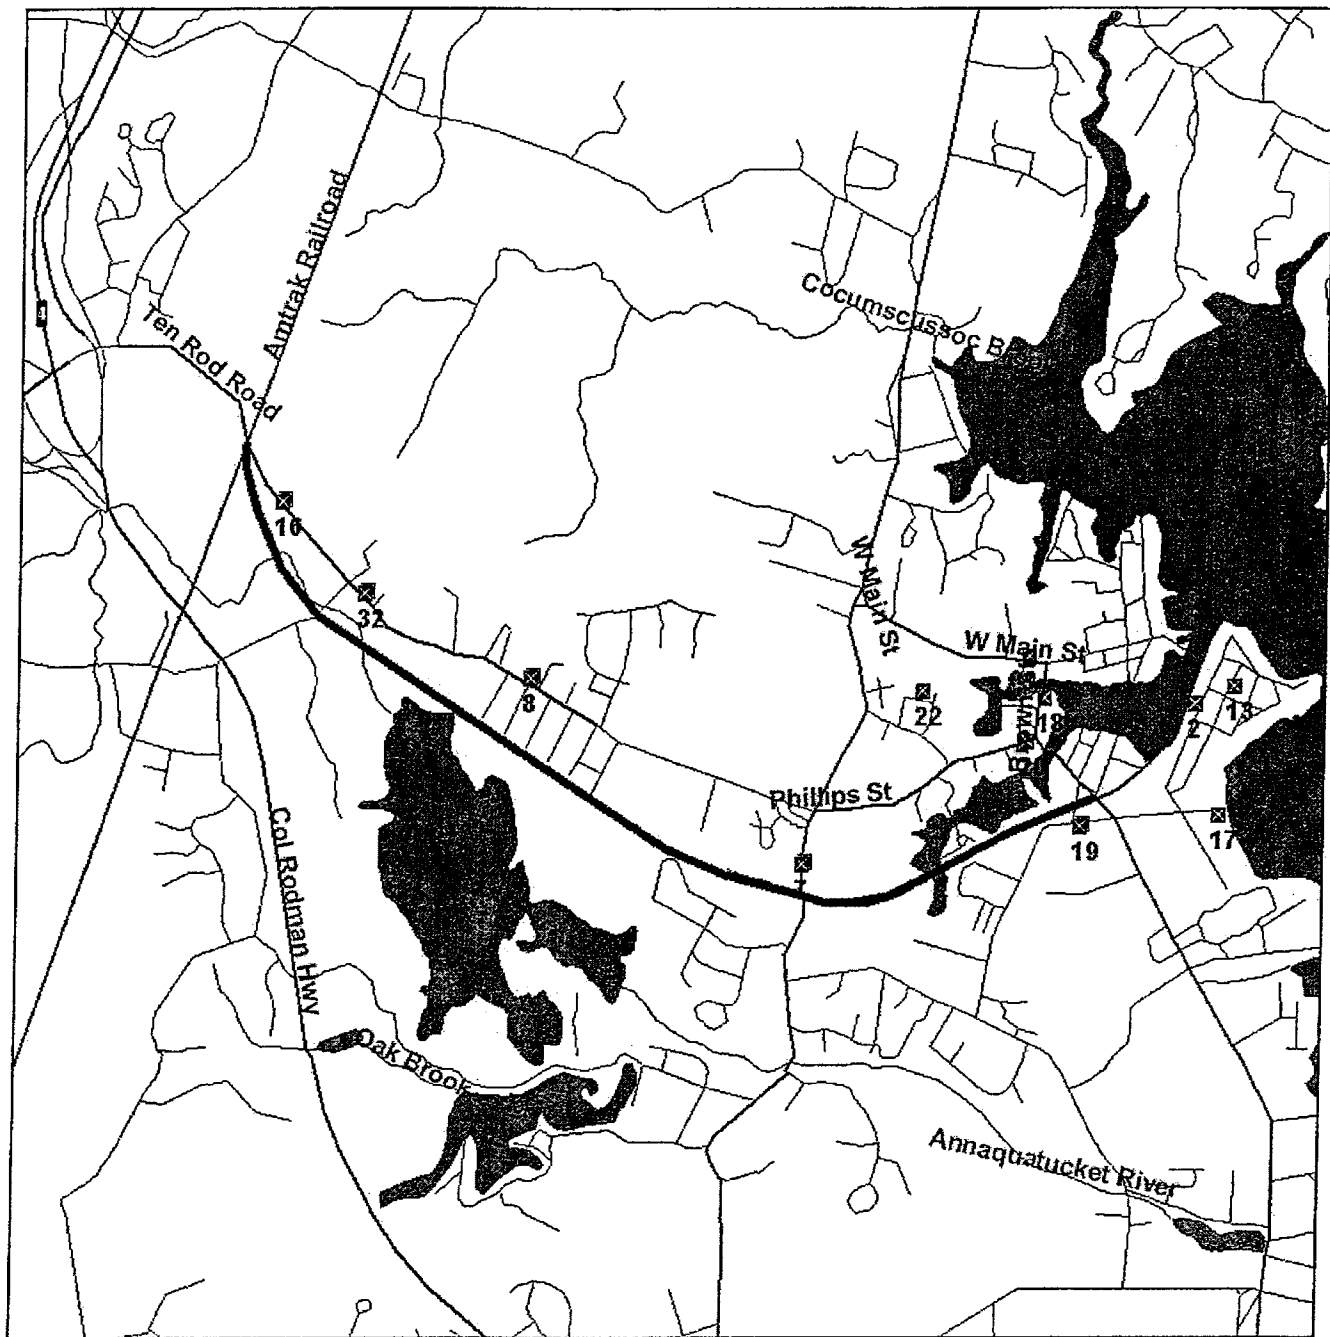 Amtrak Railroad
Ten Rod Road
Cocumscussoc B
16
32
8
W Main St
W Main St
22
18
2
13
Phillips St
19
17
Col Rodman Hwy
Oak Brook
Annaquatucket River